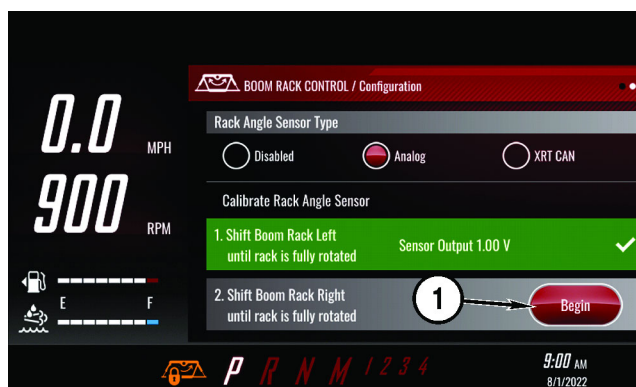 BOOM RACK CONTROL / Configuration
0.0 MPH
Rack Angle Sensor Type
Disabled
Analog
XRT CAN
900 RPM
Calibrate Rack Angle Sensor
1. Shift Boom Rack Left
until rack is fully rotated
Sensor Output 1.00 V
2. Shift Boom Rack Right
until rack is fully rotated
1
Begin
E F
P R N M 1 2 3 4
9:00 AM
8/1/2022